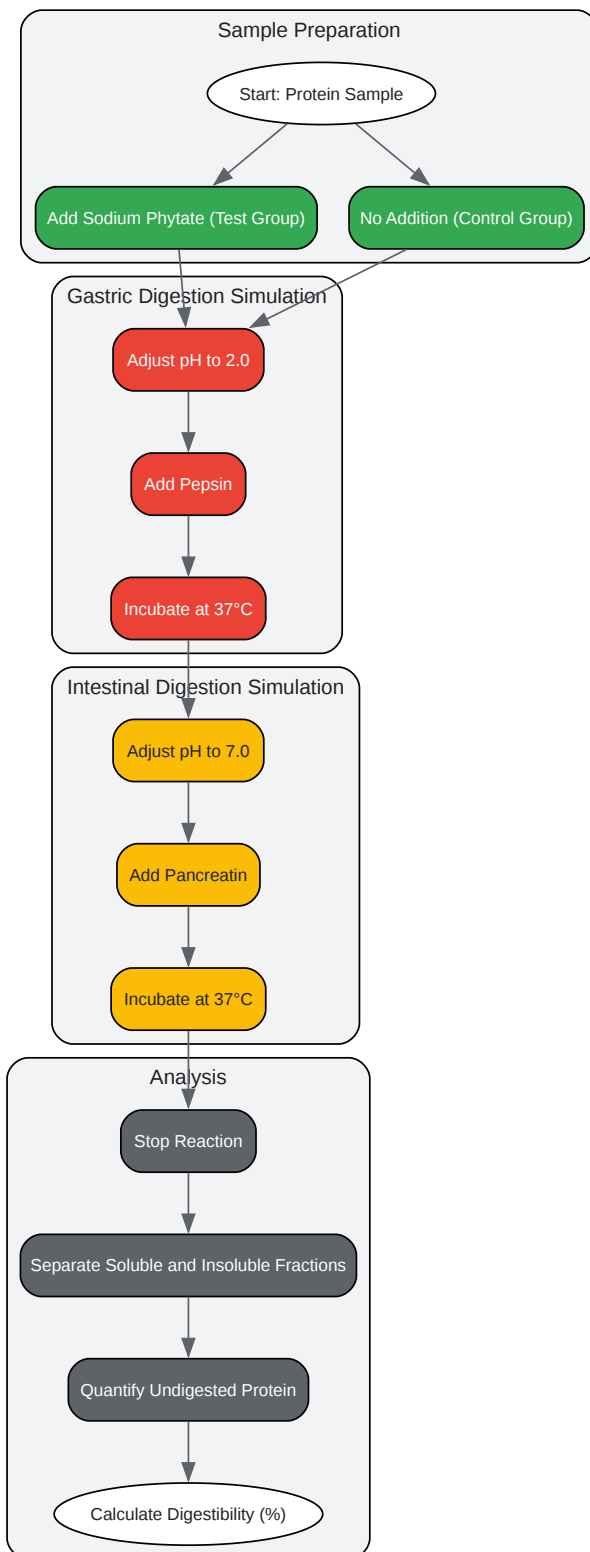 Sample Preparation
Start: Protein Sample
Add Sodium Phytate (Test Group)
No Addition (Control Group)
Gastric Digestion Simulation
Adjust pH to 2.0
Add Pepsin
Incubate at 37°C
Intestinal Digestion Simulation
Adjust pH to 7.0
Add Pancreatin
Incubate at 37°C
Analysis
Stop Reaction
Separate Soluble and Insoluble Fractions
Quantify Undigested Protein
Calculate Digestibility (%)